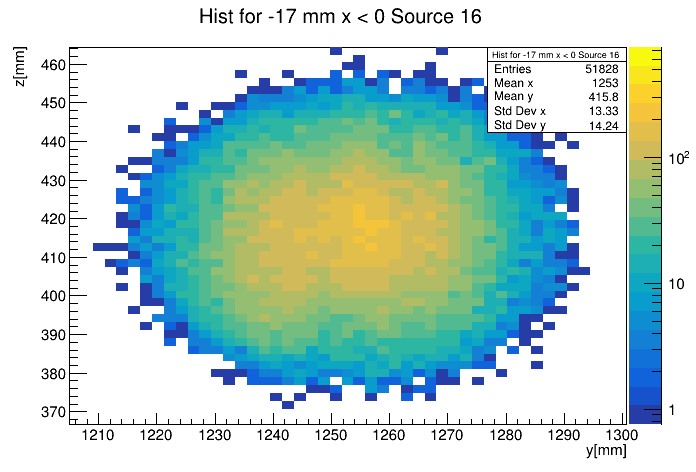 Hist for -17 mm x < 0 Source 16
z[mm]
460
450
440
430
420
410
400
390
380
370
1210 1220 1230 1240 1250 1260 1270 1280 1290 1300
y[mm]
Hist for -17 mm x < 0 Source 16
Entries 51828
Mean x 1253
Mean y 415.8
Std Dev x 13.33
Std Dev y 14.24
10²
10
1